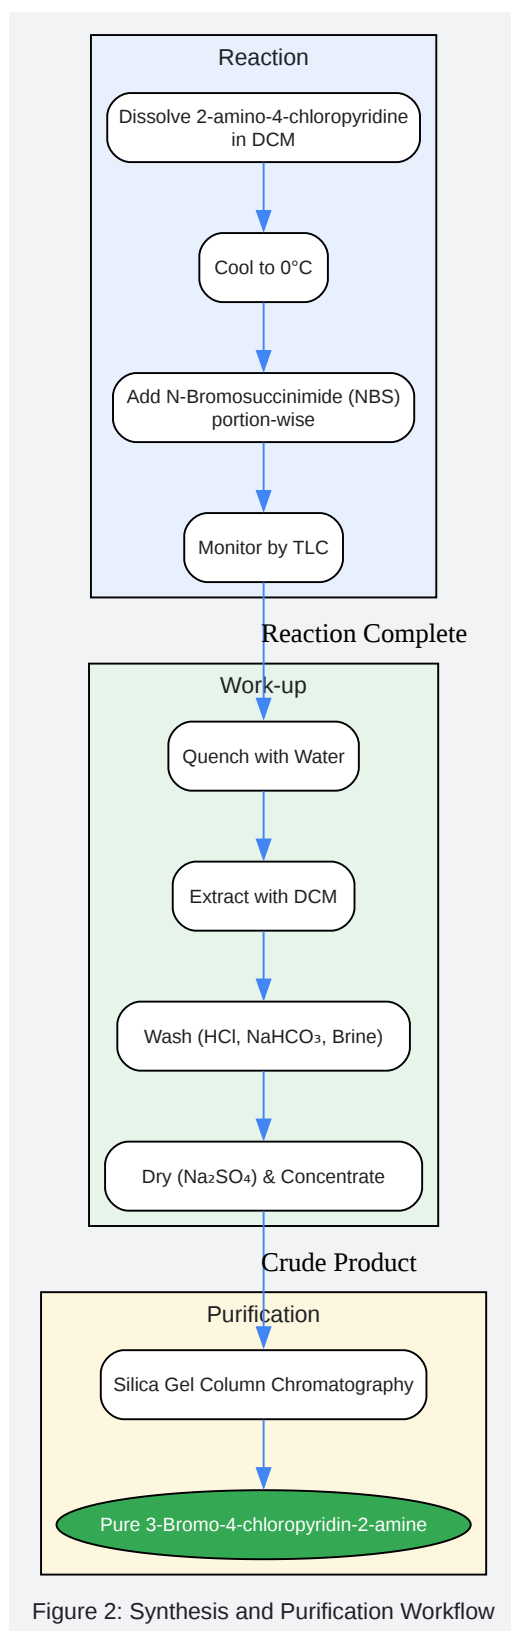 Reaction
Dissolve 2-amino-4-chloropyridine
in DCM
Cool to 0°C
Add N-Bromosuccinimide (NBS)
portion-wise
Monitor by TLC
Reaction Complete
Work-up
Quench with Water
Extract with DCM
Wash (HCl, NaHCO₃, Brine)
Dry (Na₂SO₄) & Concentrate
Crude Product
Purification
Silica Gel Column Chromatography
Pure 3-Bromo-4-chloropyridin-2-amine
Figure 2: Synthesis and Purification Workflow